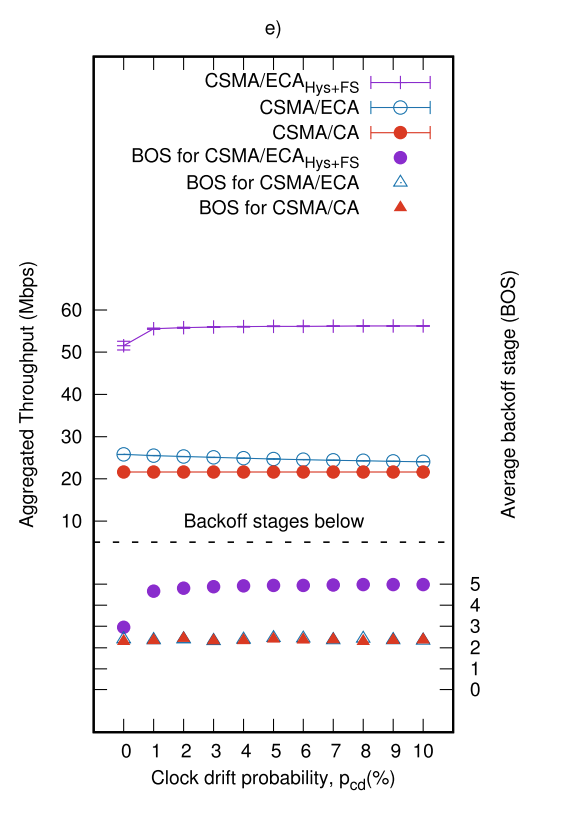 e)
CSMA/ECAHys+FS
CSMA/ECA
CSMA/CA
BOS for CSMA/ECAHys+FS
BOS for CSMA/ECA
BOS for CSMA/CA
Aggregated Throughput (Mbps)
60
50
40
30
20
10
Backoff stages below
Average backoff stage (BOS)
5
4
3
2
1
0
0 1 2 3 4 5 6 7 8 9 10
Clock drift probability, pcd(%)